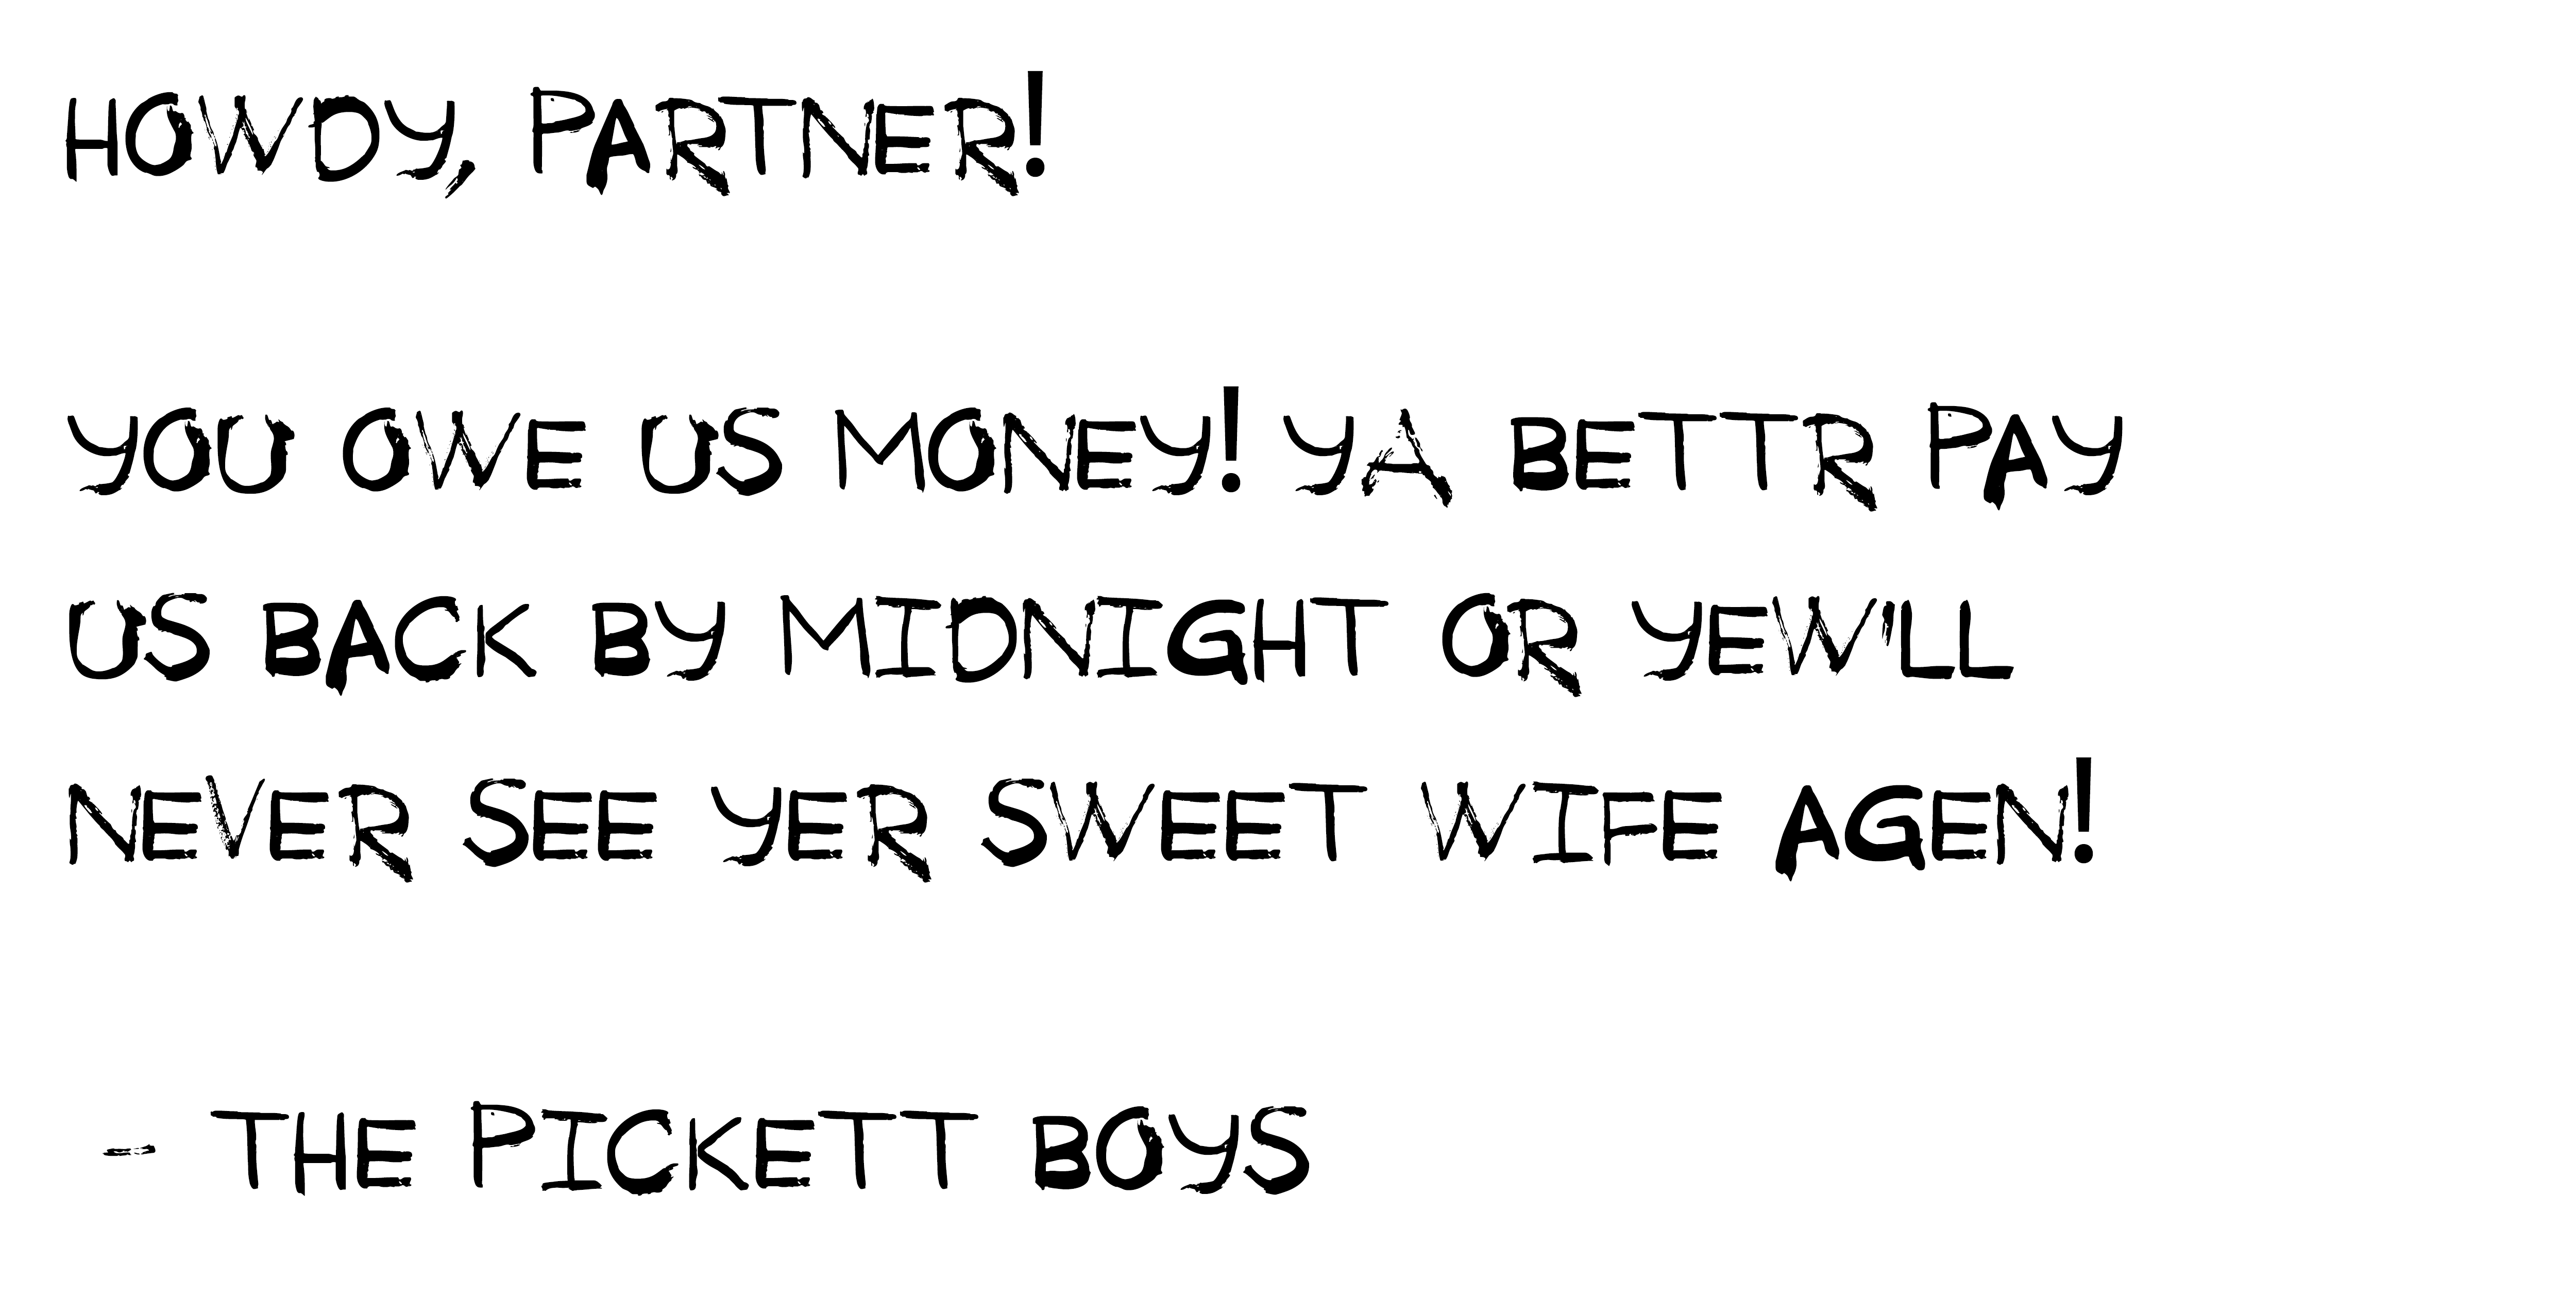 HOWDY, PARTNER!
YOU OWE US MONEY! YA BETTR PAY
US BACK BY MIDNIGHT OR YEW'LL
NEVER SEE YER SWEET WIFE AGEN!
- THE PICKETT BOYS